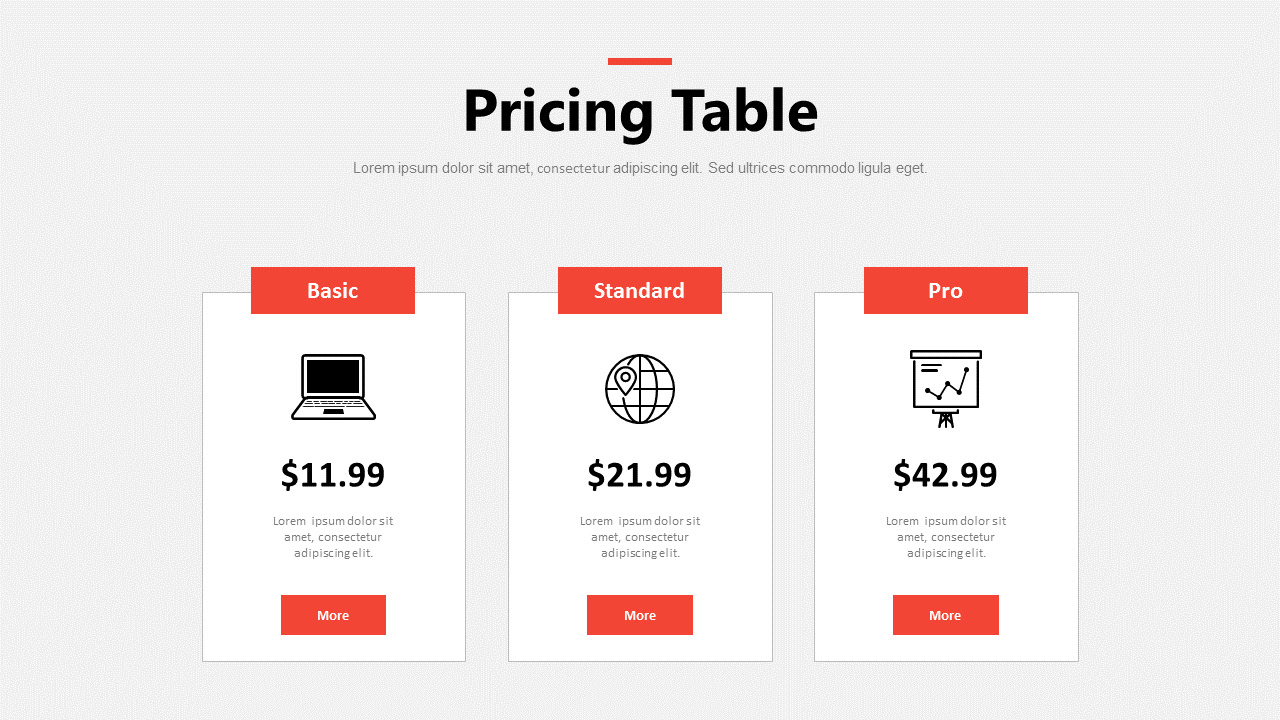 Pricing Table
Lorem ipsum dolor sit amet, consectetur adipiscing elit. Sed ultrices commodo ligula eget.
Basic
$11.99
Lorem ipsum dolor sit
amet, consectetur
adipiscing elit.
More
Standard
$21.99
Lorem ipsum dolor sit
amet, consectetur
adipiscing elit.
More
Pro
$42.99
Lorem ipsum dolor sit
amet, consectetur
adipiscing elit.
More